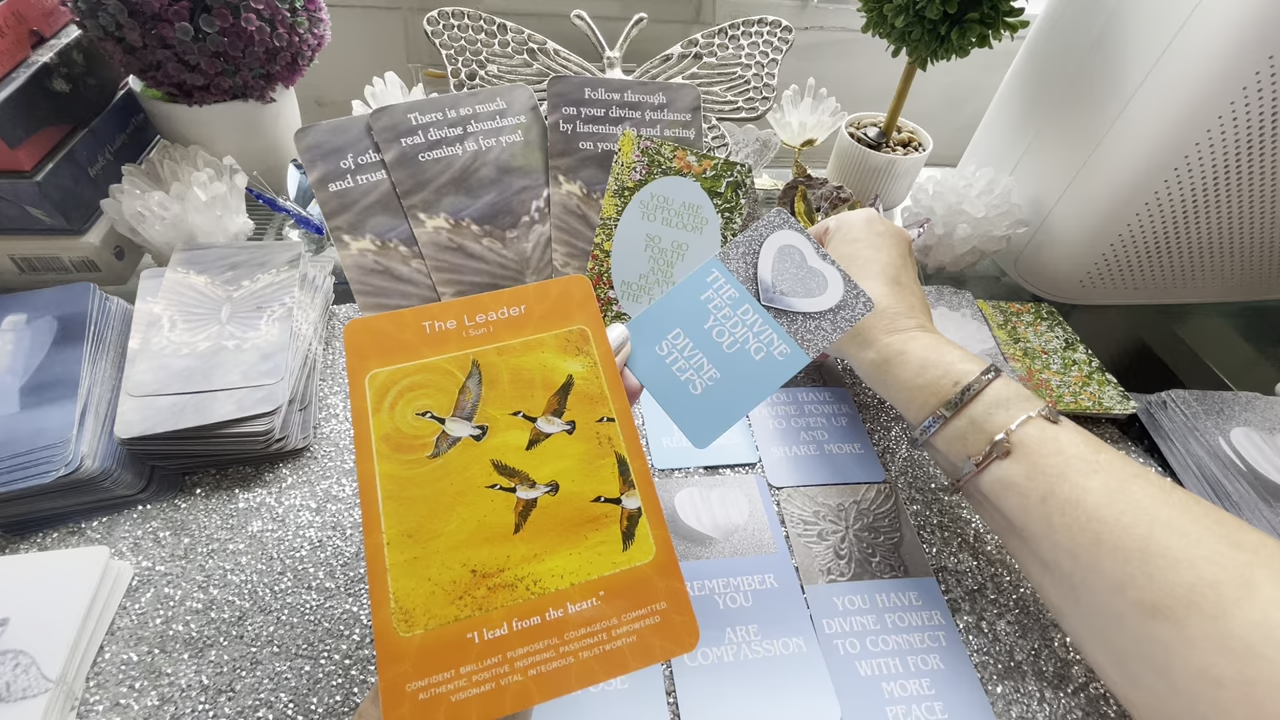 of othe
and trust
There is so much
real divine abundance
coming in for you!
Follow through
on your divine guidance
by listening to and acting
on you
YOU ARE
SUPPORTED
TO BLOOM
SO GO
FORTH
NOW
AND
PLANT
MORE
THE
THE DIVINE
FEEDING
YOU
DIVINE
STEPS
The Leader
( Sun )
"I lead from the heart."
CONFIDENT BRILLIANT PURPOSEFUL COURAGEOUS COMMITTED
AUTHENTIC POSITIVE INSPIRING PASSIONATE EMPOWERED
VISIONARY VITAL INTEGROUS TRUSTWORTHY
YOU HAVE
DIVINE POWER
TO OPEN UP
AND
SHARE MORE
REMEMBER
YOU
ARE
COMPASSION
YOU HAVE
DIVINE POWER
TO CONNECT
WITH FOR
MORE
PEACE